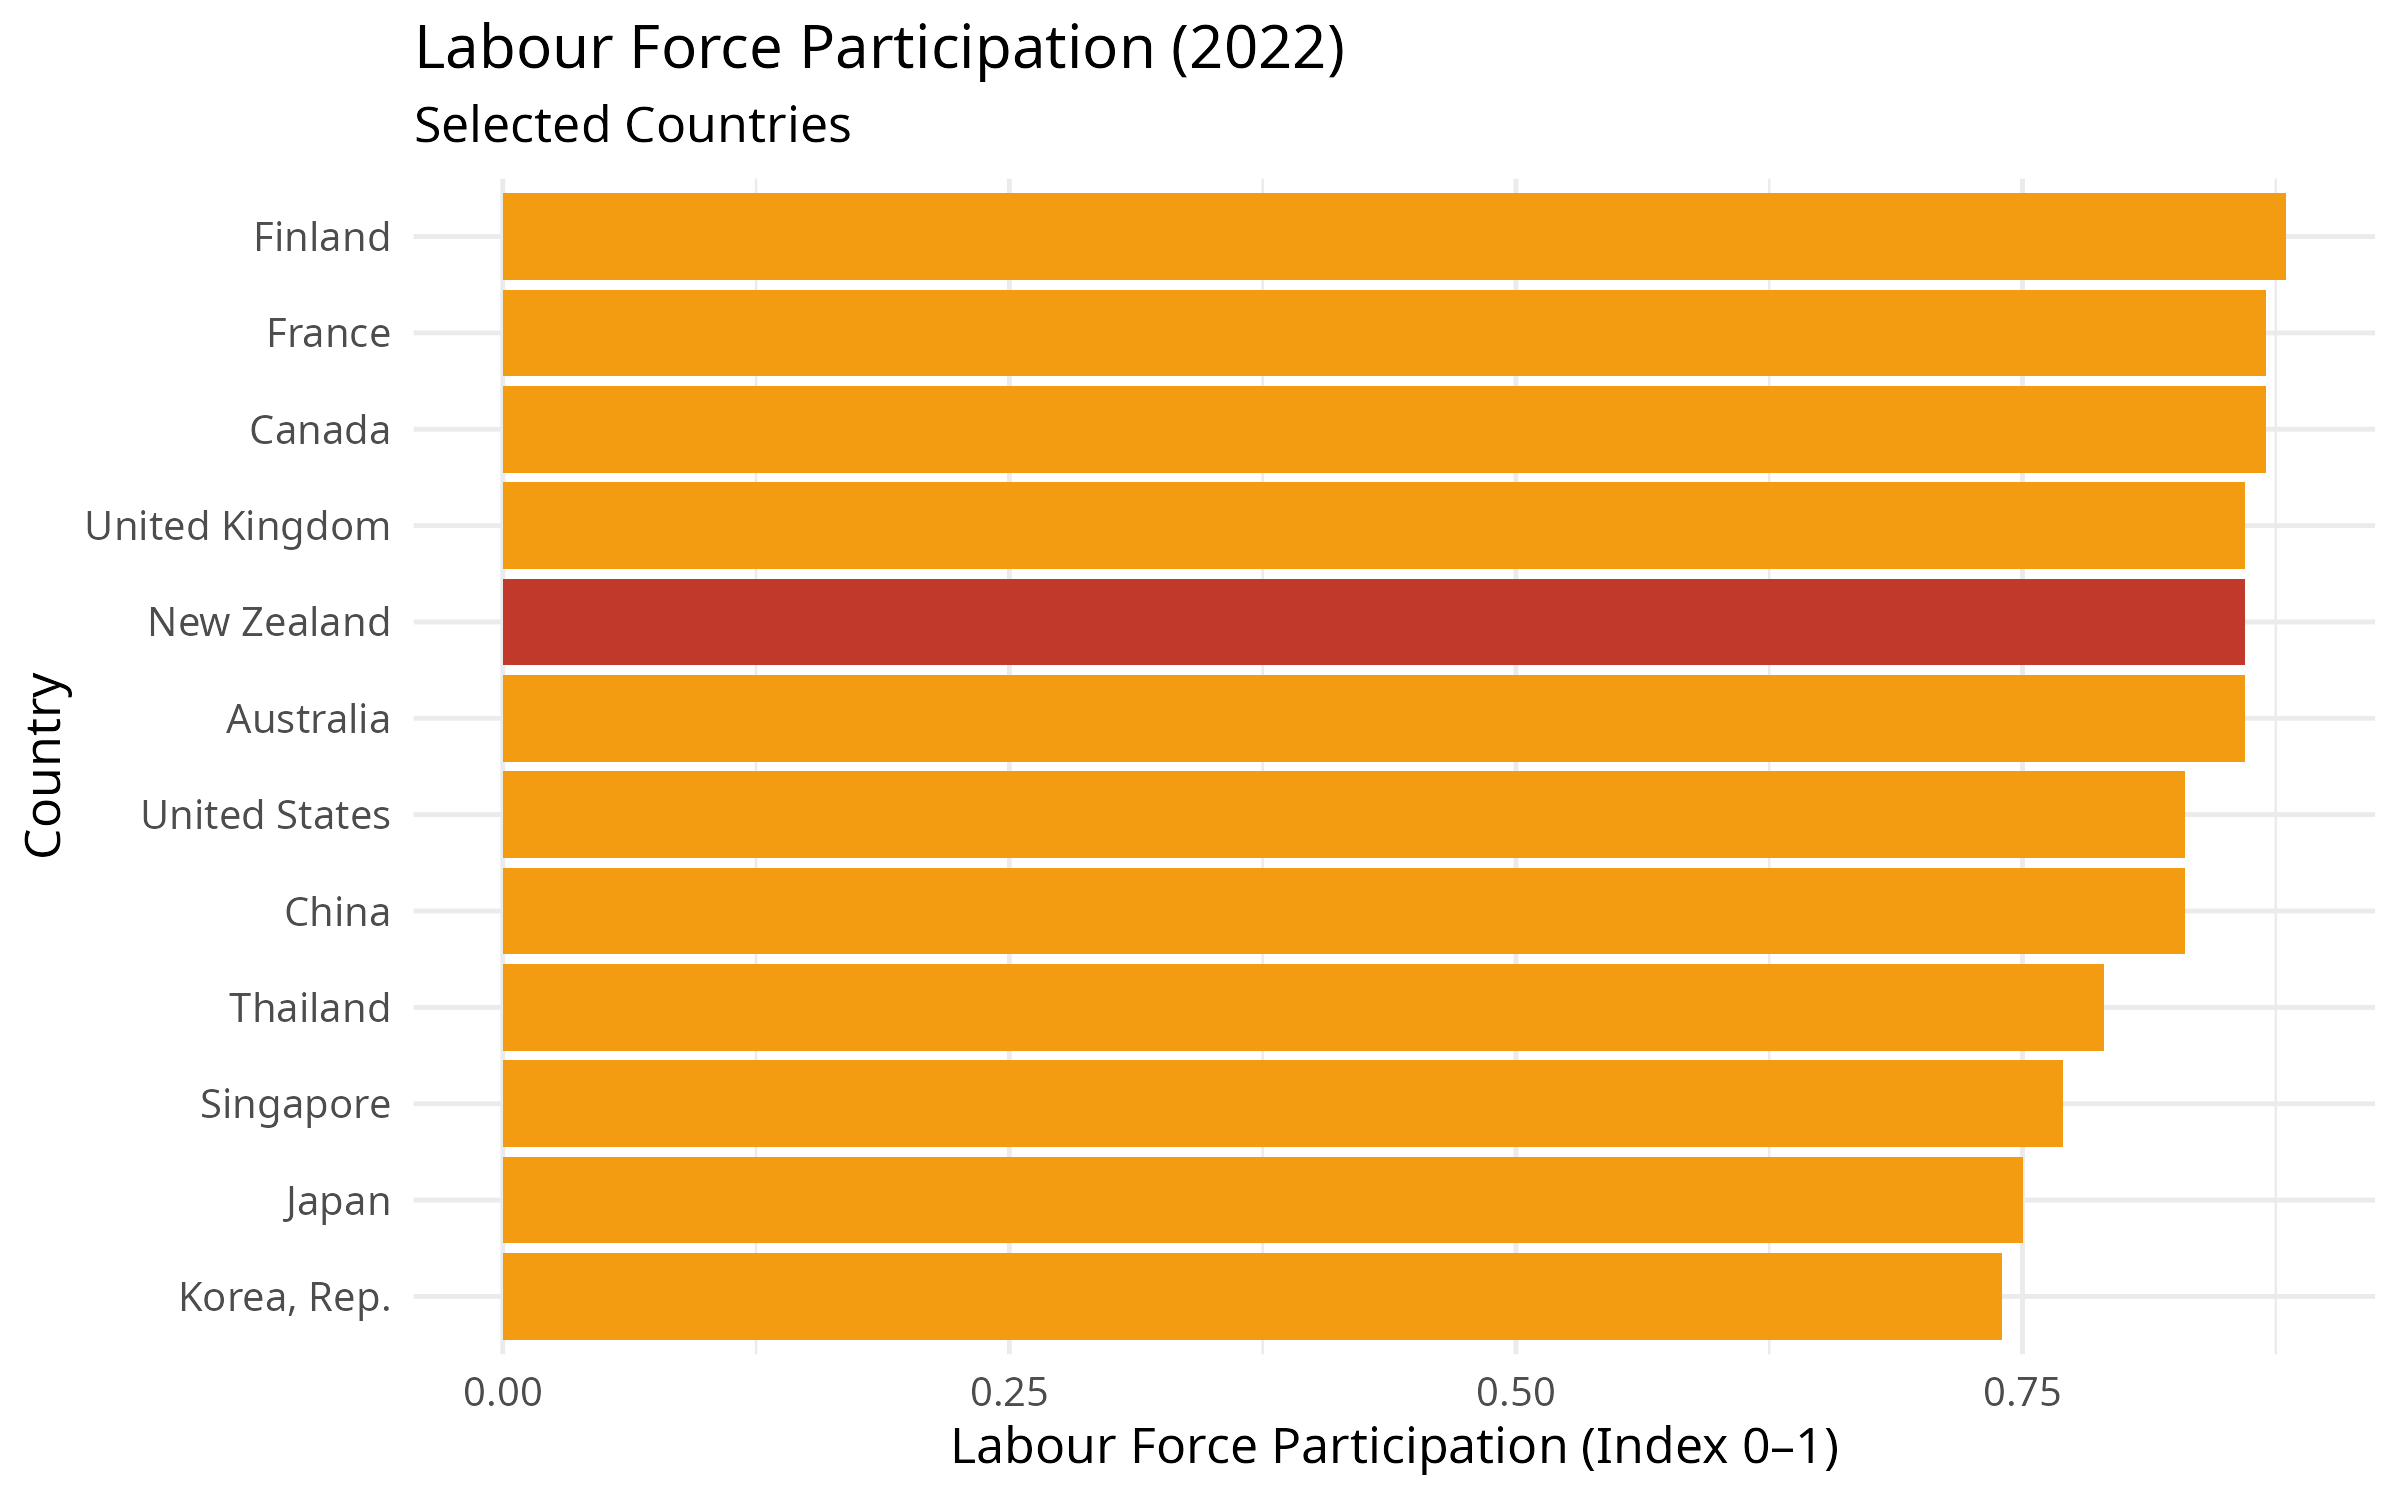 Labour Force Participation (2022)
Selected Countries
Country
Finland
France
Canada
United Kingdom
New Zealand
Australia
United States
China
Thailand
Singapore
Japan
Korea, Rep.
0.00 0.25 0.50 0.75
Labour Force Participation (Index 0–1)